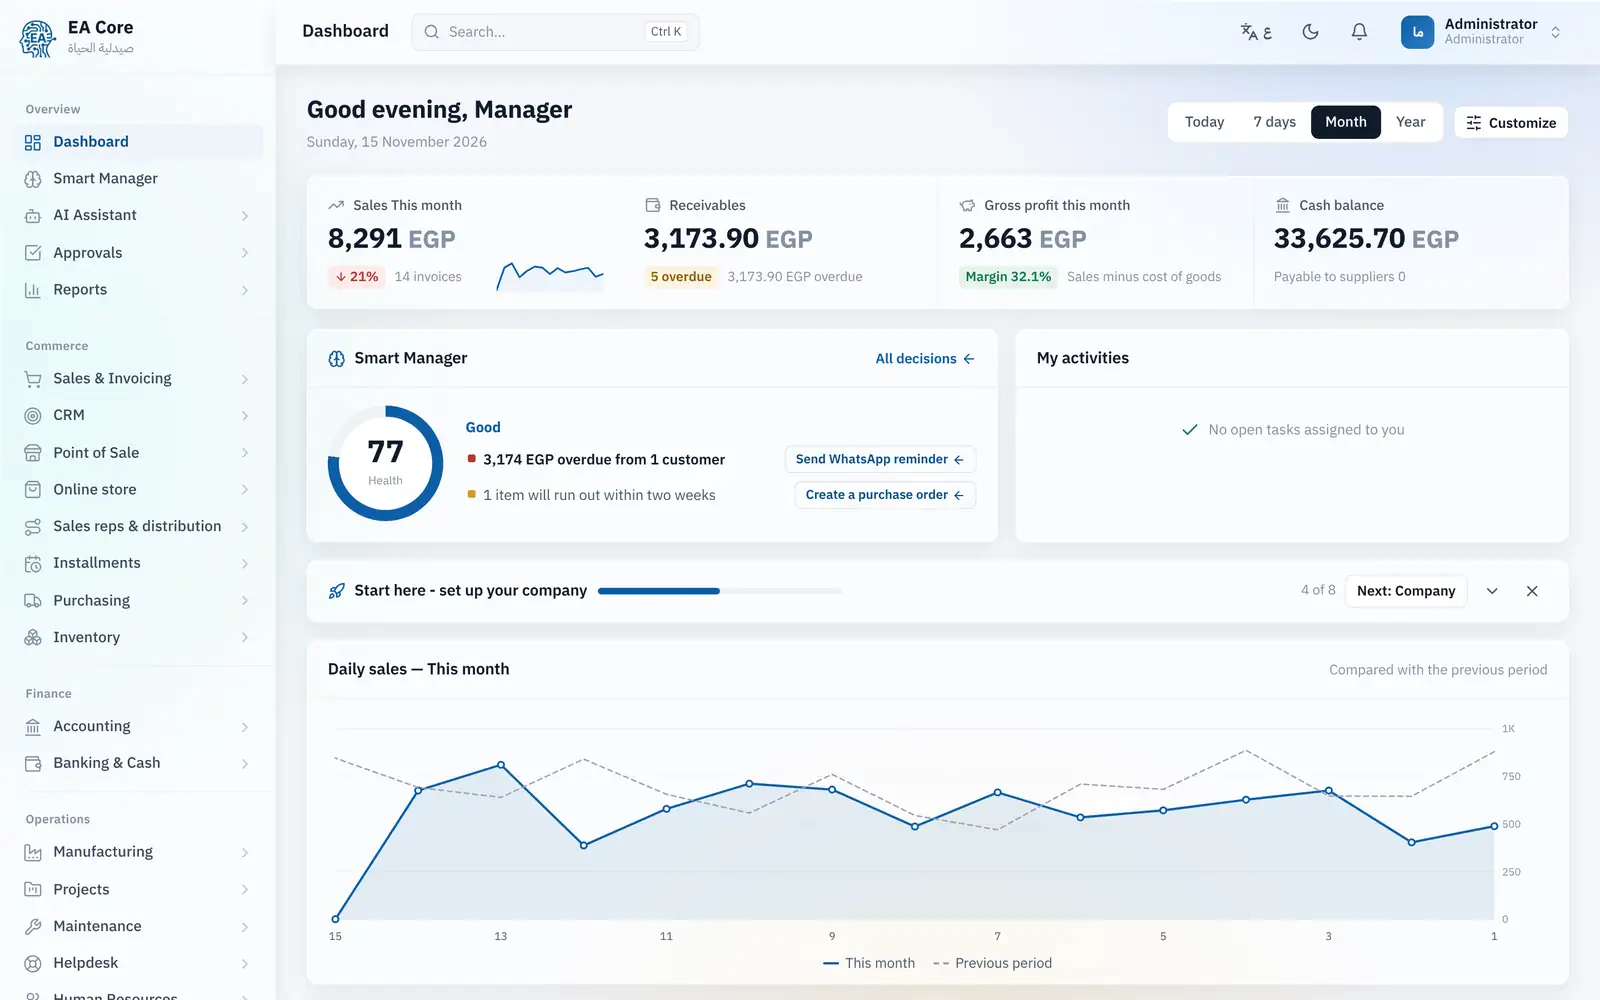 EA Core
صيدلية الحياة
Dashboard
Search...
Ctrl K
ع
ما
Administrator
Administrator
Overview
Dashboard
Smart Manager
AI Assistant
Approvals
Reports
Commerce
Sales & Invoicing
CRM
Point of Sale
Online store
Sales reps & distribution
Installments
Purchasing
Inventory
Finance
Accounting
Banking & Cash
Operations
Manufacturing
Projects
Maintenance
Helpdesk
Human Resources
Good evening, Manager
Sunday, 15 November 2026
Today
7 days
Month
Year
Customize
Sales This month
8,291 EGP
↓ 21% 14 invoices
Receivables
3,173.90 EGP
5 overdue 3,173.90 EGP overdue
Gross profit this month
2,663 EGP
Margin 32.1% Sales minus cost of goods
Cash balance
33,625.70 EGP
Payable to suppliers 0
Smart Manager
All decisions ←
77
Health
Good
3,174 EGP overdue from 1 customer
Send WhatsApp reminder ←
1 item will run out within two weeks
Create a purchase order ←
My activities
No open tasks assigned to you
Start here - set up your company
4 of 8
Next: Company
Daily sales — This month
Compared with the previous period
1K
750
500
250
0
15 13 11 9 7 5 3 1
This month
Previous period